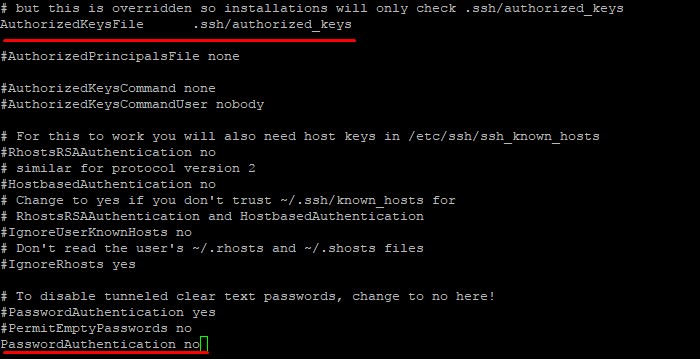 # but this is overridden so installations will only check .ssh/authorized_keys
AuthorizedKeysFile      .ssh/authorized_keys
#AuthorizedPrincipalsFile none
#AuthorizedKeysCommand none
#AuthorizedKeysCommandUser nobody
# For this to work you will also need host keys in /etc/ssh/ssh_known_hosts
#RhostsRSAAuthentication no
# similar for protocol version 2
#HostbasedAuthentication no
# Change to yes if you don't trust ~/.ssh/known_hosts for
# RhostsRSAAuthentication and HostbasedAuthentication
#IgnoreUserKnownHosts no
# Don't read the user's ~/.rhosts and ~/.shosts files
#IgnoreRhosts yes
# To disable tunneled clear text passwords, change to no here!
#PasswordAuthentication yes
#PermitEmptyPasswords no
PasswordAuthentication no